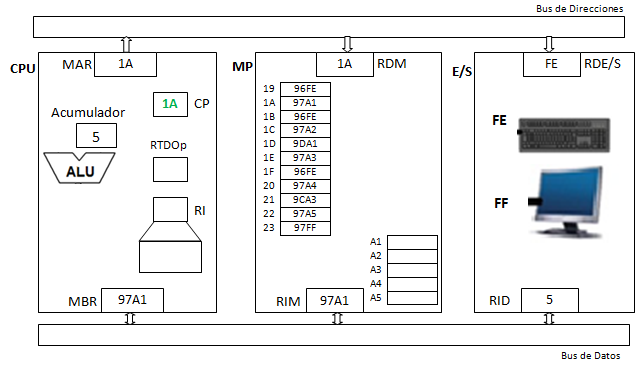 Bus de Direcciones
CPU
MAR
1A
Acumulador
5
ALU
1A
CP
RTDOp
RI
MBR
97A1
MP
1A
RDM
19 96FE
1A 97A1
1B 96FE
1C 97A2
1D 9DA1
1E 97A3
1F 96FE
20 97A4
21 9CA3
22 97A5
23 97FF
A1
A2
A3
A4
A5
RIM
97A1
E/S
FE
RDE/S
FE
FF
RID
5
Bus de Datos